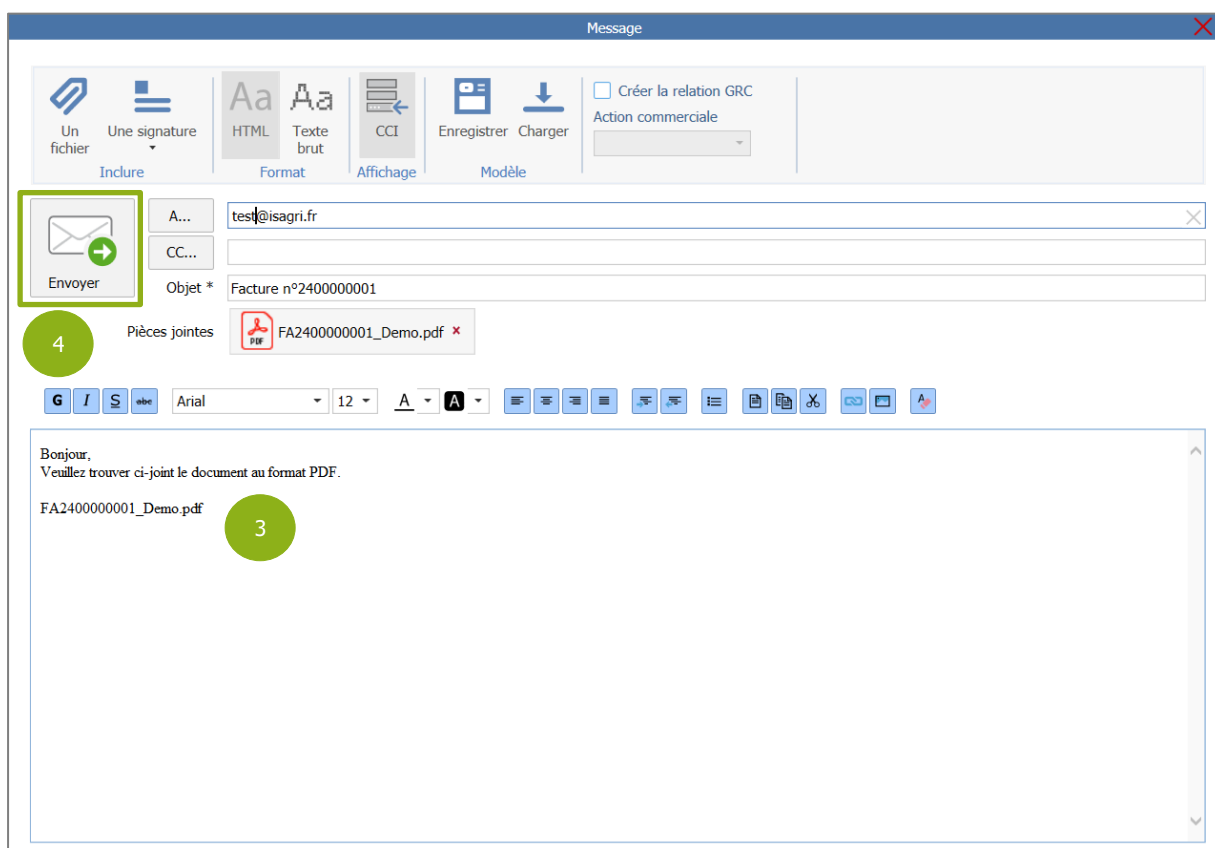 Message
Un fichier
Une signature
Inclure
Aa
HTML
Aa
Texte brut
Format
CCI
Affichage
Enregistrer
Charger
Modèle
Créer la relation GRC
Action commerciale
Envoyer
A...
test@isagri.fr
CC...
Objet *
Facture n°2400000001
Pièces jointes
PDF
FA2400000001_Demo.pdf
4
G I S abc Arial 12 A A
Bonjour,
Veuillez trouver ci-joint le document au format PDF.
FA2400000001_Demo.pdf
3